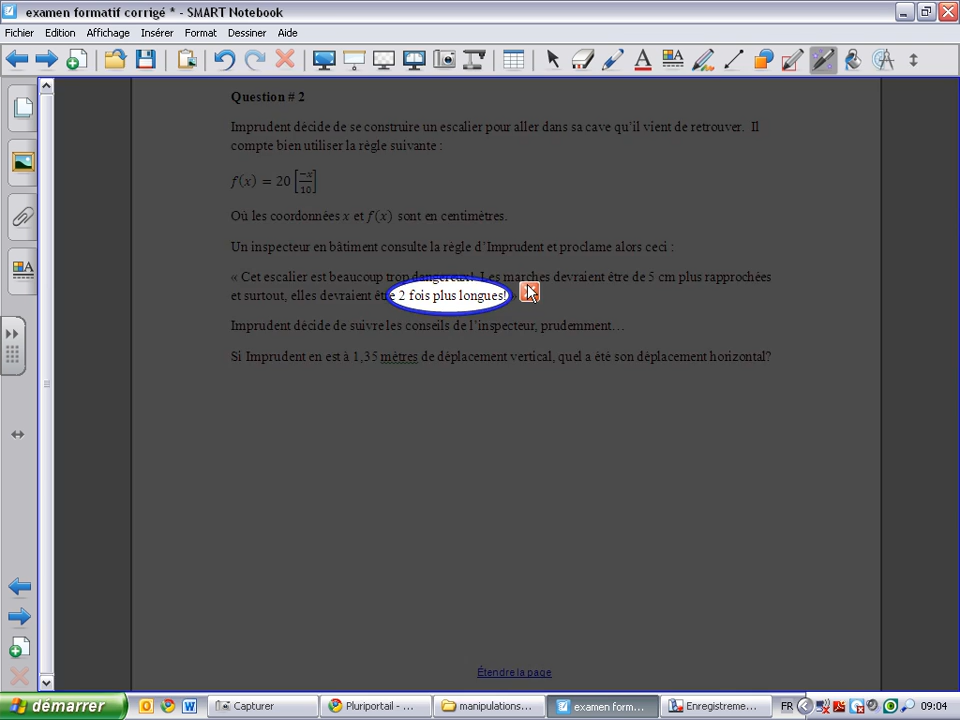 examen formatif corrigé * - SMART Notebook
Fichier Edition Affichage Insérer Format Dessiner Aide
Question # 2
Imprudent décide de se construire un escalier pour aller dans sa cave qu’il vient de retrouver. Il
compte bien utiliser la règle suivante :
f(x) = 20 [−x/10]
Où les coordonnées x et f(x) sont en centimètres.
Un inspecteur en bâtiment consulte la règle d’Imprudent et proclame alors ceci :
« Cet escalier est beaucoup trop dangereux! Les marches devraient être de 5 cm plus rapprochées
et surtout, elles devraient être 2 fois plus longues! »
Imprudent décide de suivre les conseils de l’inspecteur, prudemment…
Si Imprudent en est à 1,35 mètres de déplacement vertical, quel a été son déplacement horizontal?
Étendre la page
démarrer Capturer Pluriportail - ... manipulations... examen form... Enregistreme... FR 09:04